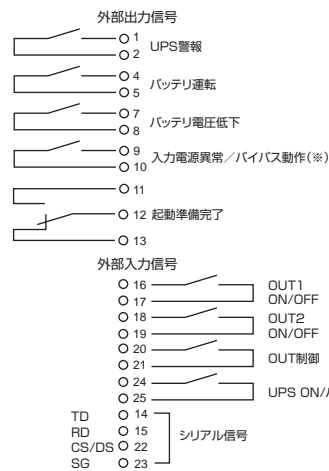 外部出力信号
1
2
UPS警報
4
5
バッテリ運転
7
8
バッテリ電圧低下
9
10
入力電源異常／バイパス動作(※)
11
12 起動準備完了
13
外部入力信号
16
17
OUT1
ON/OFF
18
19
OUT2
ON/OFF
20
21
OUT制御
24
25
UPS ON/
TD 14
RD 15
CS/DS 22
SG 23
シリアル信号